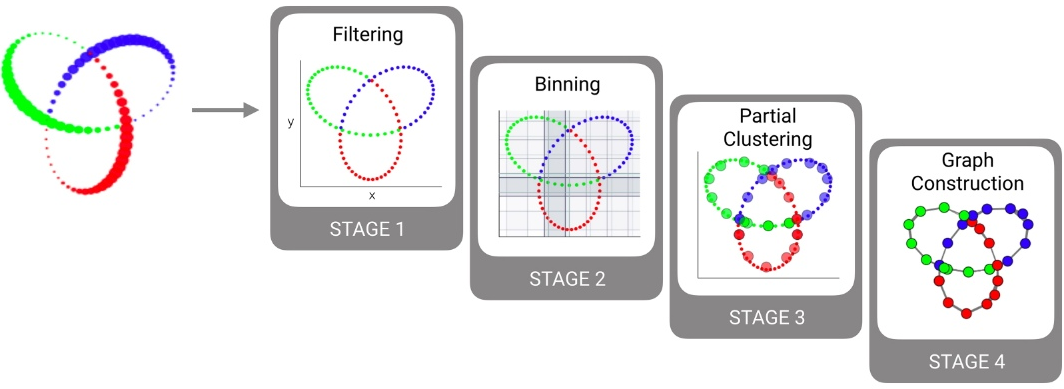 Filtering
y
x
STAGE 1
Binning
STAGE 2
Partial
Clustering
STAGE 3
Graph
Construction
STAGE 4